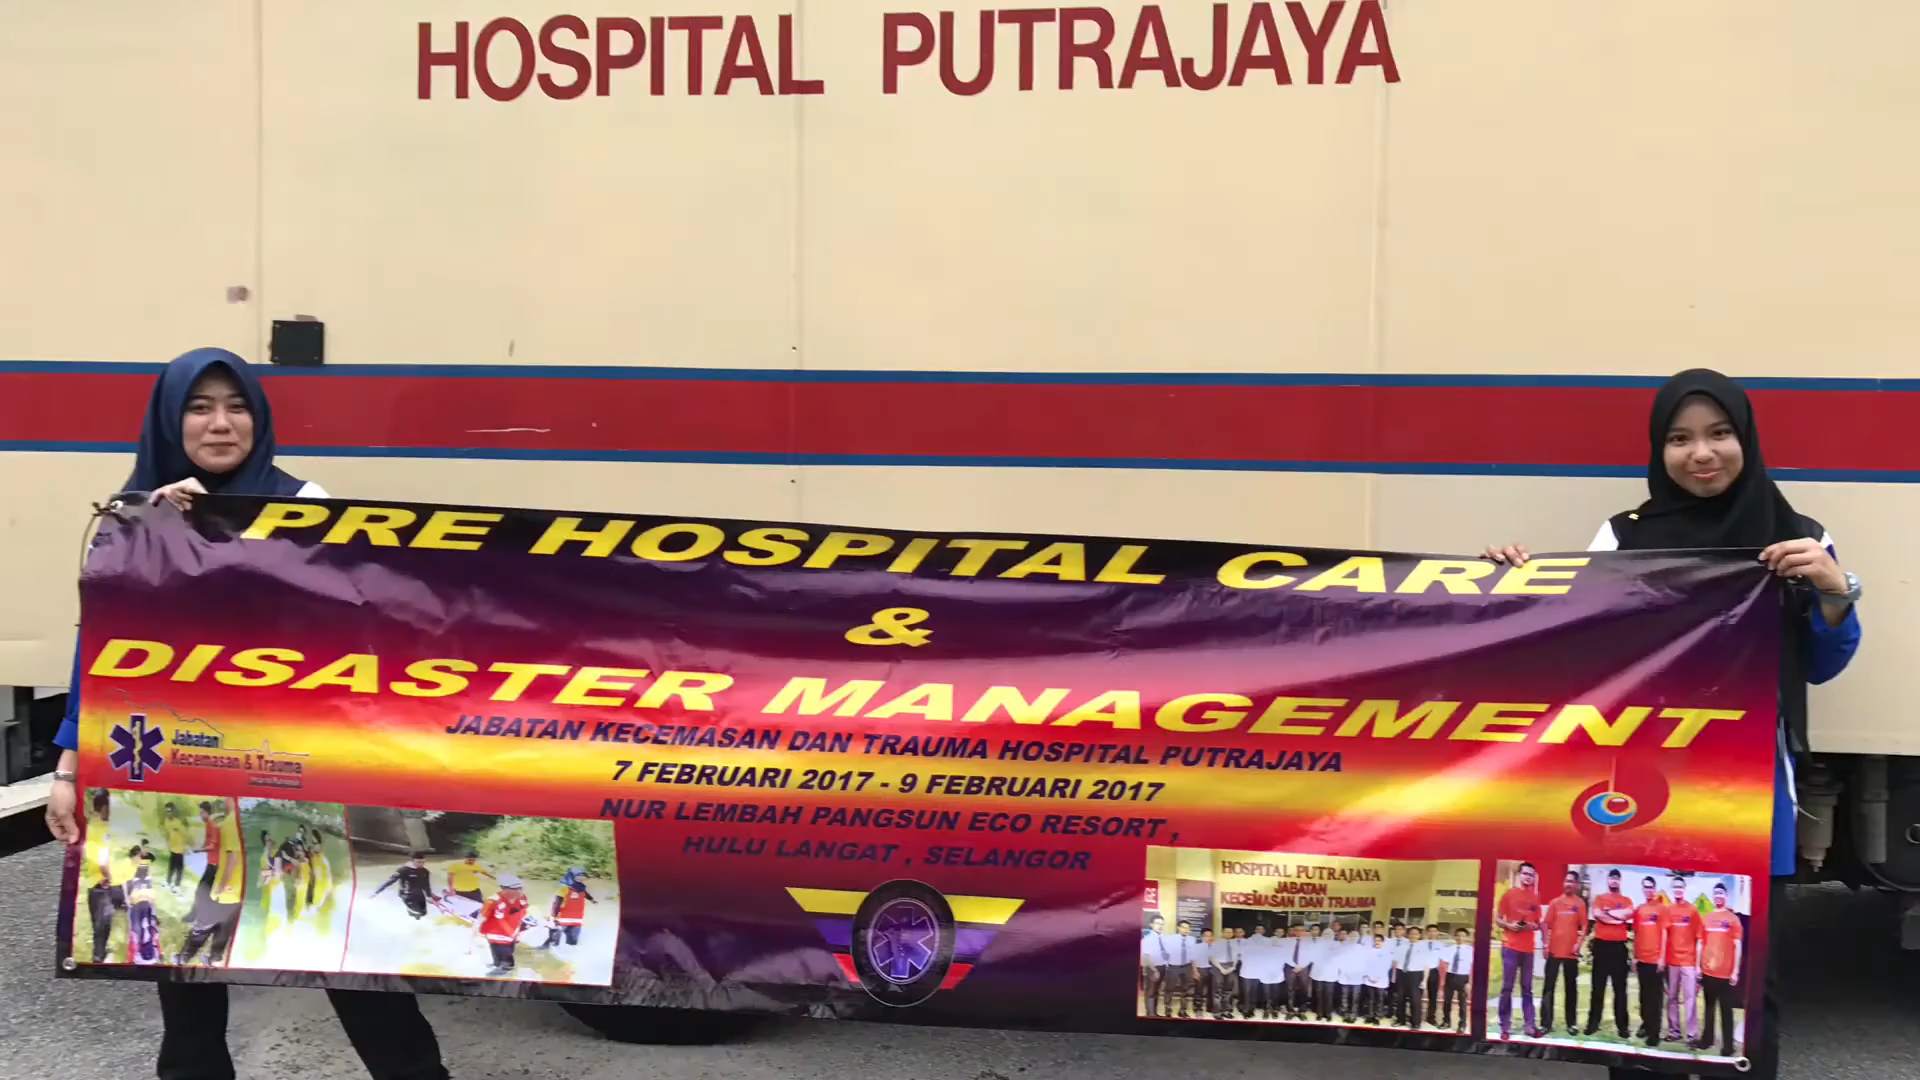 HOSPITAL PUTRAJAYA
PRE HOSPITAL CARE
&
DISASTER MANAGEMENT
JABATAN KECEMASAN DAN TRAUMA HOSPITAL PUTRAJAYA
7 FEBRUARI 2017 - 9 FEBRUARI 2017
NUR LEMBAH PANGSUN ECO RESORT ,
HULU LANGAT , SELANGOR
Jabatan
Kecemasan & Trauma
HOSPITAL PUTRAJAYA
JABATAN
KECEMASAN DAN TRAUMA